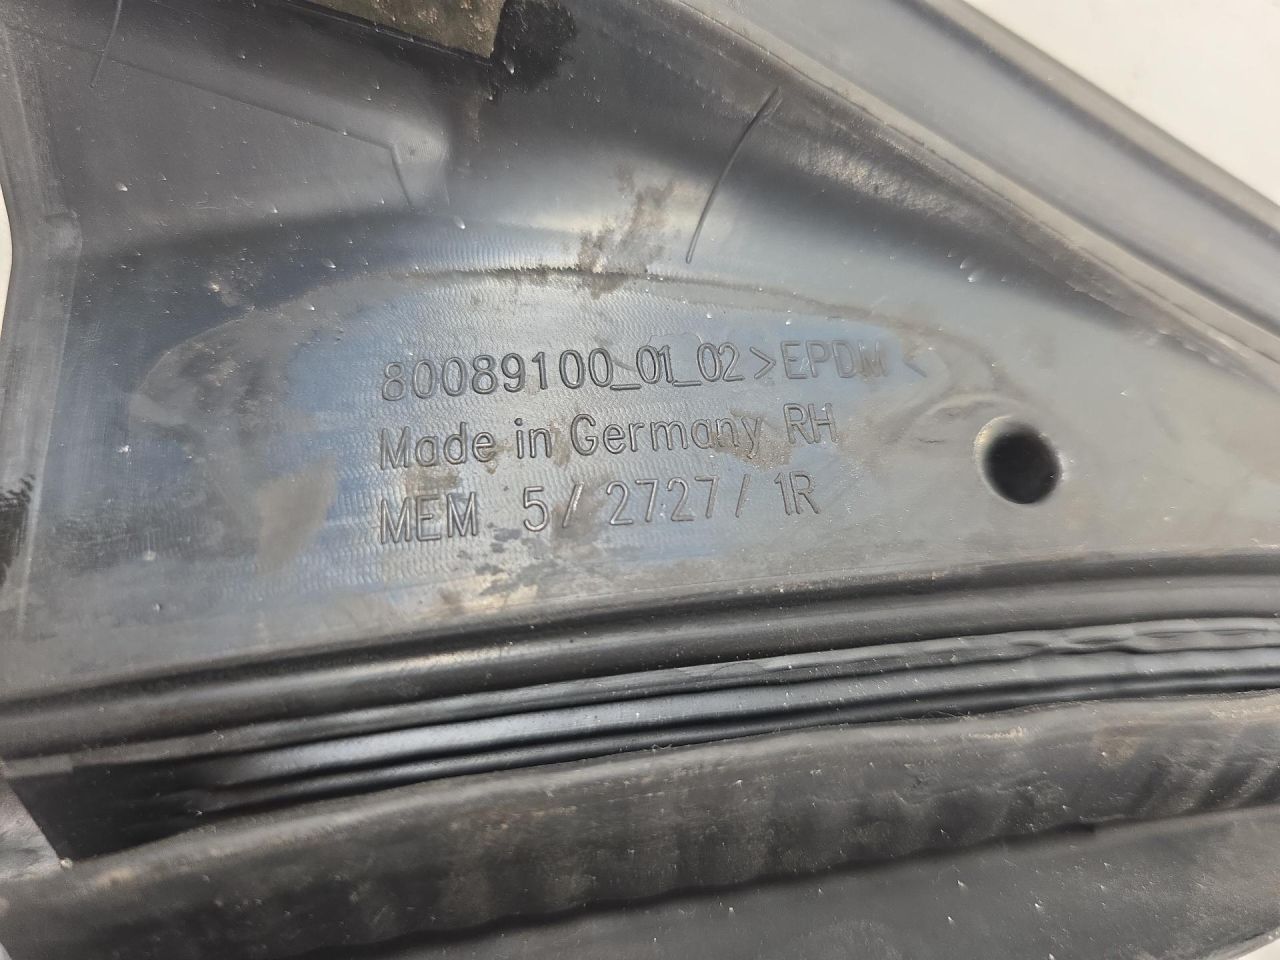 80089100_01_02 >EPDM<
Made in Germany RH
MEM 5/2727/1R